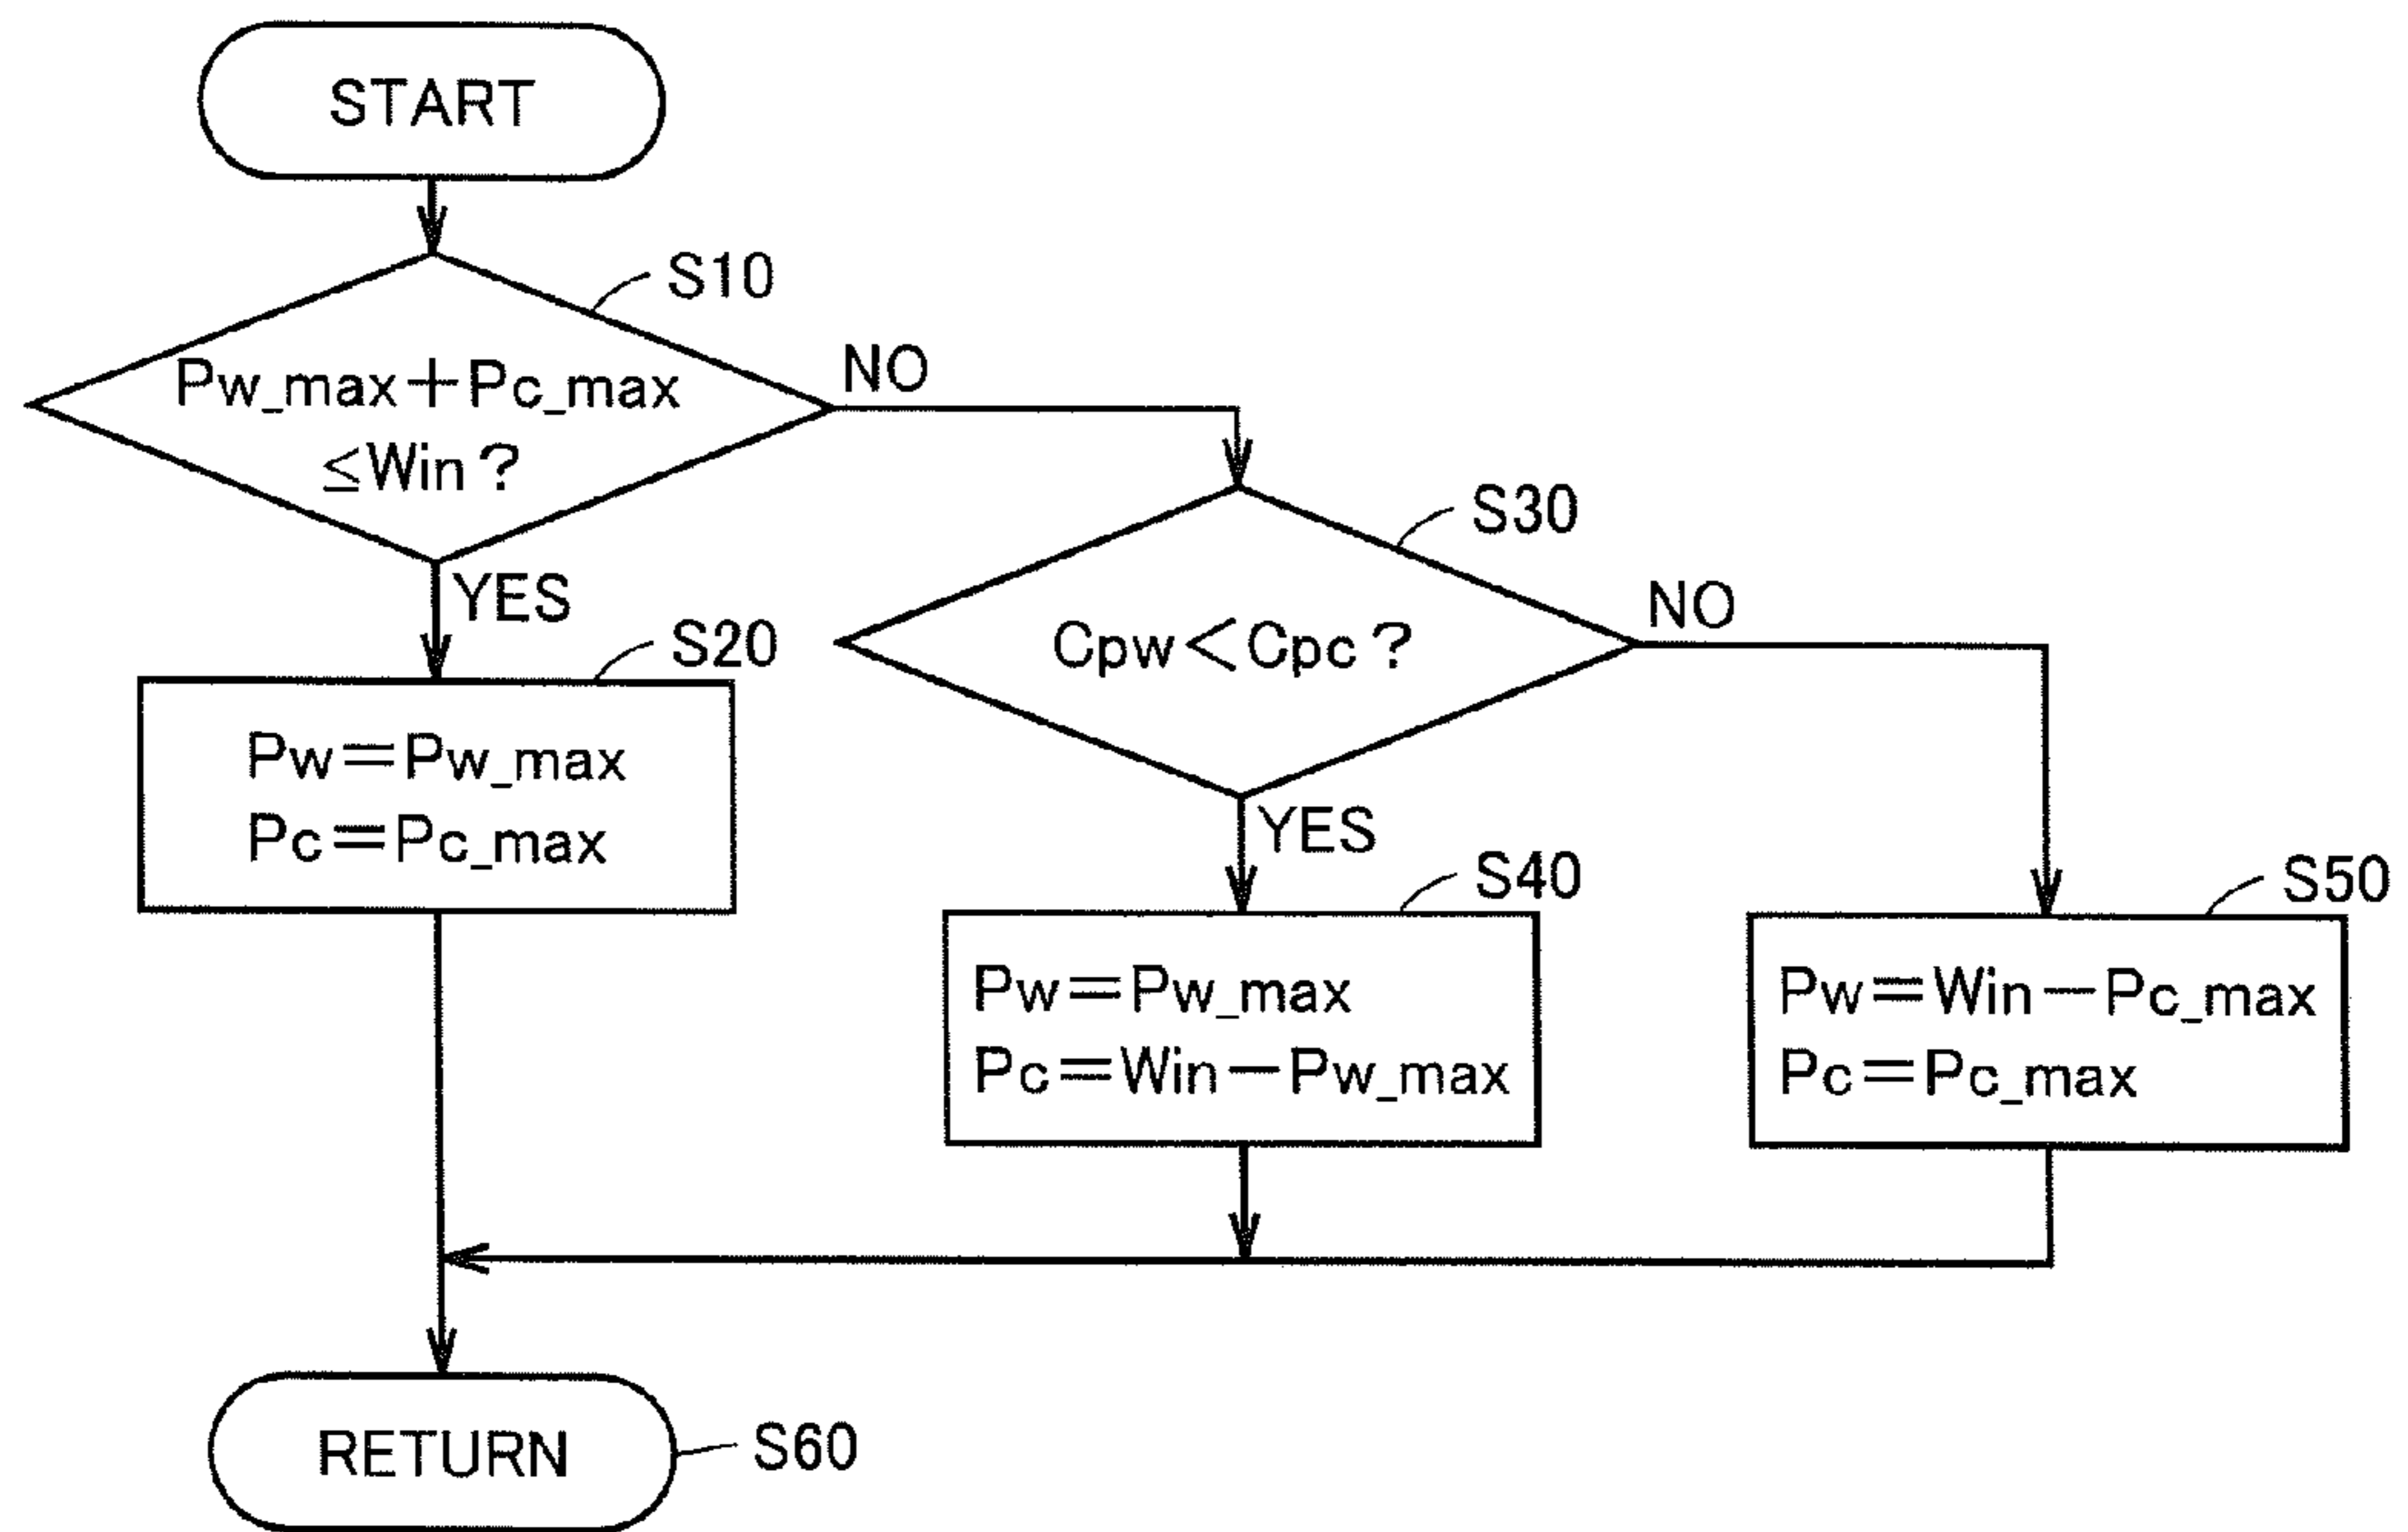 START
S10
Pw_max+Pc_max
≤Win?
NO
YES
S30
Cpw<Cpc?
NO
YES
S20
Pw=Pw_max
Pc=Pc_max
S40
Pw=Pw_max
Pc=Win-Pw_max
S50
Pw=Win-Pc_max
Pc=Pc_max
RETURN
S60